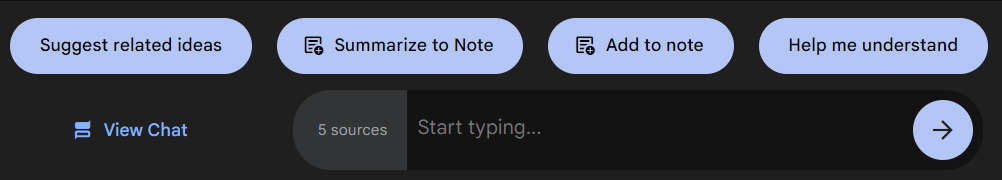 Suggest related ideas
Summarize to Note
Add to note
Help me understand
View Chat
5 sources
Start typing...